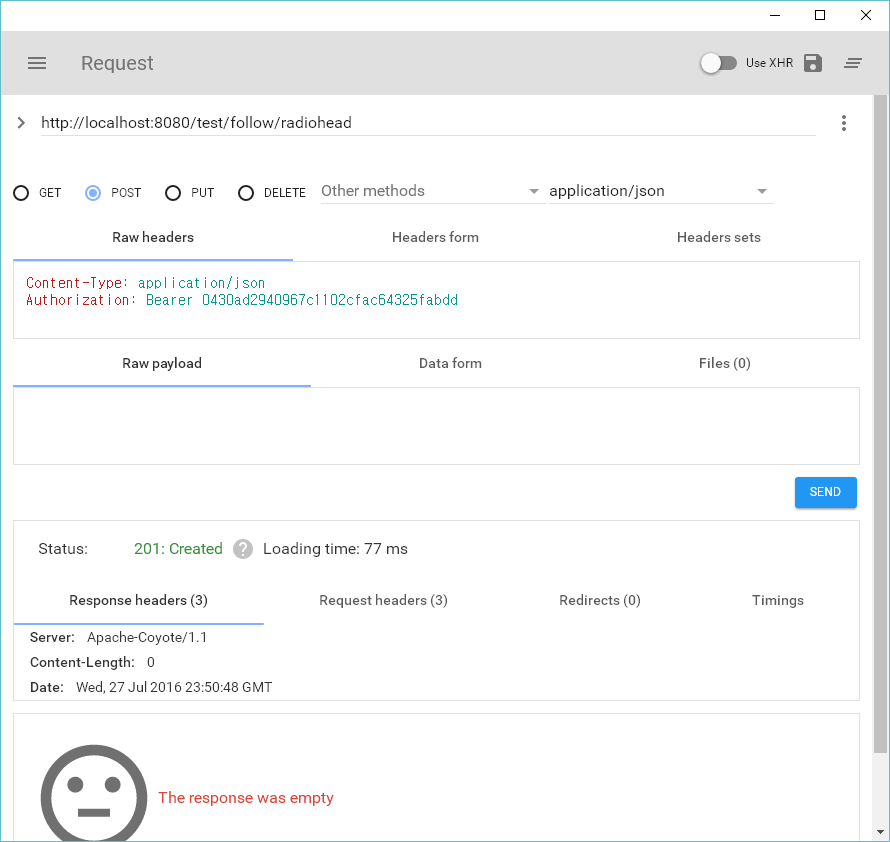 Request
Use XHR
http://localhost:8080/test/follow/radiohead
GET POST PUT DELETE Other methods application/json
Raw headers Headers form Headers sets
Content-Type: application/json
Authorization: Bearer 0430ad2940967c1102cfac64325fabdd
Raw payload Data form Files (0)
SEND
Status: 201: Created ? Loading time: 77 ms
Response headers (3) Request headers (3) Redirects (0) Timings
Server: Apache-Coyote/1.1
Content-Length: 0
Date: Wed, 27 Jul 2016 23:50:48 GMT
The response was empty